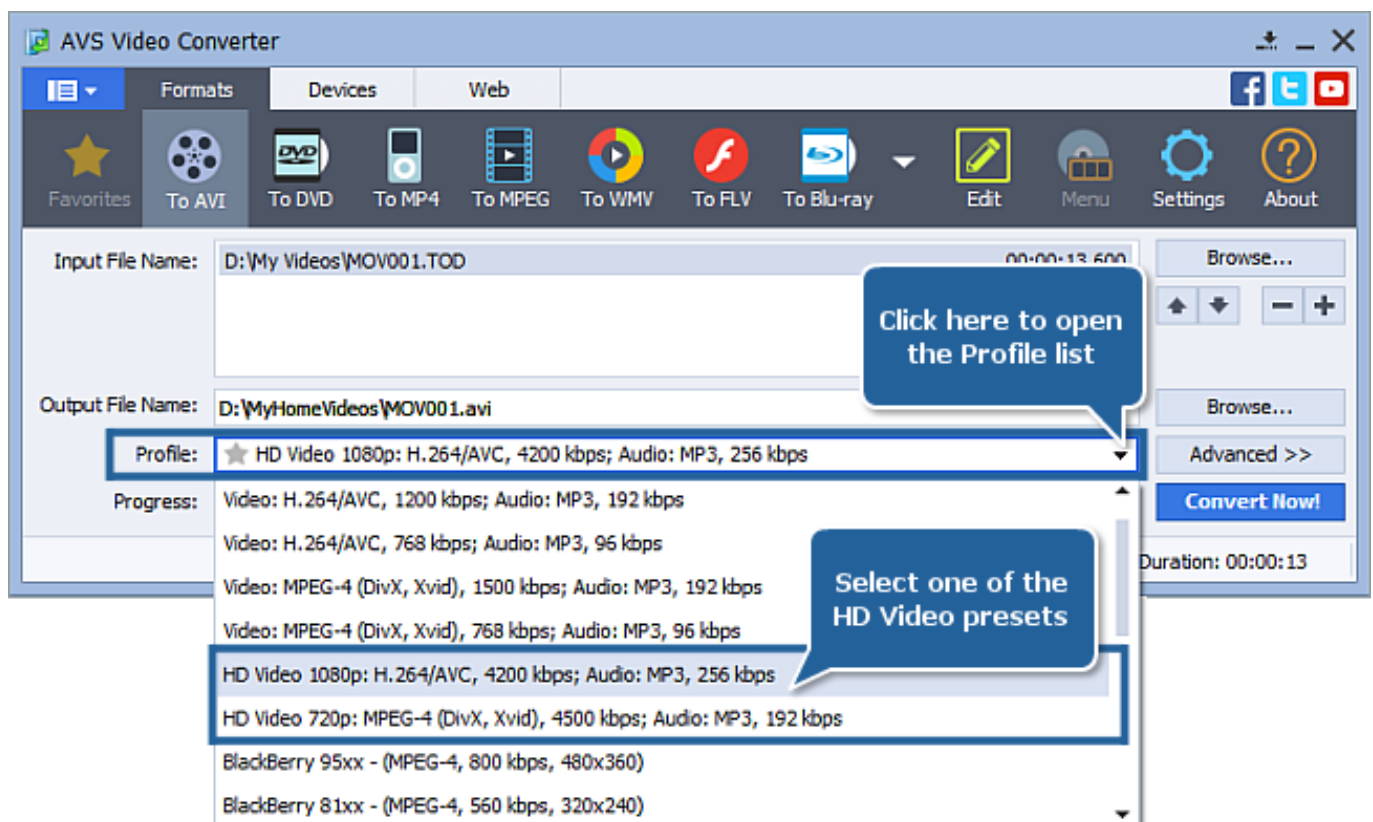 AVS Video Converter
Formats Devices Web
Favorites To AVI To DVD To MP4 To MPEG To WMV To FLV To Blu-ray Edit Menu Settings About
Input File Name: D:\My Videos\MOV001.TOD 00:00:13.600 Browse...
Click here to open
the Profile list
Output File Name: D:\MyHomeVideos\MOV001.avi Browse...
Profile: HD Video 1080p: H.264/AVC, 4200 kbps; Audio: MP3, 256 kbps Advanced >>
Progress: Video: H.264/AVC, 1200 kbps; Audio: MP3, 192 kbps Convert Now!
Video: H.264/AVC, 768 kbps; Audio: MP3, 96 kbps
Duration: 00:00:13
Video: MPEG-4 (DivX, Xvid), 1500 kbps; Audio: MP3, 192 kbps
Select one of the
HD Video presets
Video: MPEG-4 (DivX, Xvid), 768 kbps; Audio: MP3, 96 kbps
HD Video 1080p: H.264/AVC, 4200 kbps; Audio: MP3, 256 kbps
HD Video 720p: MPEG-4 (DivX, Xvid), 4500 kbps; Audio: MP3, 192 kbps
BlackBerry 95xx - (MPEG-4, 800 kbps, 480x360)
BlackBerry 81xx - (MPEG-4, 560 kbps, 320x240)